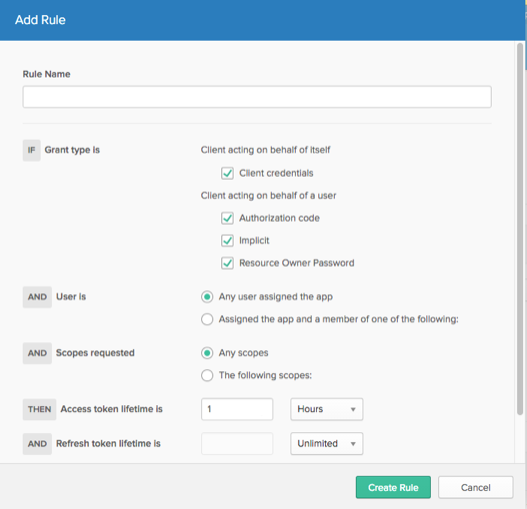 Add Rule
Rule Name
IF Grant type is Client acting on behalf of itself
Client credentials
Client acting on behalf of a user
Authorization code
Implicit
Resource Owner Password
AND User is Any user assigned the app
Assigned the app and a member of one of the following:
AND Scopes requested Any scopes
The following scopes:
THEN Access token lifetime is 1 Hours
AND Refresh token lifetime is Unlimited
Create Rule Cancel